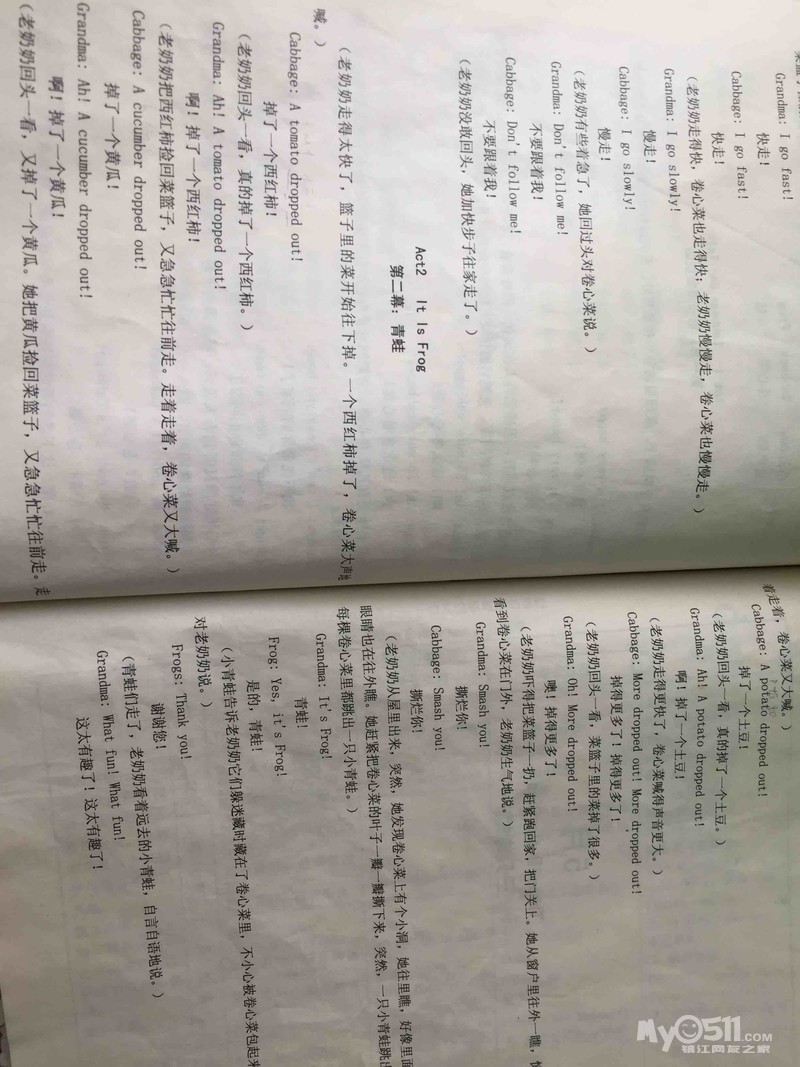 Grandma: I go fast!
快走!
Cabbage: I go fast!
快走!
(老奶奶走得快,卷心菜也走得快;老奶奶慢慢走,卷心菜也慢慢走。)
Grandma: I go slowly!
慢走!
Cabbage: I go slowly!
慢走!
(老奶奶有些着急了,她回过头对卷心菜说。)
Grandma: Don't follow me!
不要跟着我!
Cabbage: Don't follow me!
不要跟着我!
(老奶奶没敢回头,她加快步子往家走了。)
Act2 It Is Frog
第二幕:青蛙
(老奶奶走得太快了,篮子里的菜开始往下掉。一个西红柿掉了,卷心菜大声地
喊。)
Cabbage: A tomato dropped out!
掉了一个西红柿!
(老奶奶回头一看,真的掉了一个西红柿。)
Grandma: Ah! A tomato dropped out!
啊!掉了一个西红柿!
(老奶奶把西红柿捡回菜篮子,又急急忙忙往前走。走着走着,卷心菜又大喊。)
Cabbage: A cucumber dropped out!
掉了一个黄瓜!
Grandma: Ah! A cucumber dropped out!
啊!掉了一个黄瓜!
(老奶奶回头一看,又掉了一个黄瓜。她把黄瓜捡回菜篮子,又急急忙忙往前走。走
着走着,卷心菜又大喊。)
Cabbage: A potato dropped out!
掉了一个土豆!
(老奶奶回头一看,真的掉了一个土豆。)
Grandma: Ah! A potato dropped out!
啊!掉了一个土豆!
(老奶奶走得更快了,卷心菜喊得声音更大。)
Cabbage: More dropped out! More dropped out!
掉得更多了!掉得更多了!
(老奶奶回头一看,菜篮子里的菜掉了很多。)
Grandma: Oh! More dropped out!
噢!掉得更多了!
(老奶奶吓得把菜篮子一扔,赶紧跑回家,把门关上。她从窗户里往外一瞧,
看到卷心菜在门外,老奶奶生气地说。)
Grandma: Smash you!
撕烂你!
Cabbage: Smash you!
撕烂你!
(老奶奶从屋里出来,突然,她发现卷心菜上有个小洞,她往里瞧,好像里面
眼睛也在往外瞧。她赶紧把卷心菜的叶子一瓣一瓣撕下来,突然,一只小青蛙跳出
每棵卷心菜里都跳出一只小青蛙。)
Grandma: It's Frog!
青蛙!
Frog: Yes, it's Frog!
是的,青蛙!
(小青蛙告诉老奶奶它们躲迷藏时藏在了卷心菜里,不小心被卷心菜包起来
对老奶奶说。)
Frogs: Thank you!
谢谢您!
(青蛙们走了,老奶奶看着远去的小青蛙,自言自语地说。)
Grandma: What fun! What fun!
这太有趣了!这太有趣了!
My0511.COM
镇江网友之家